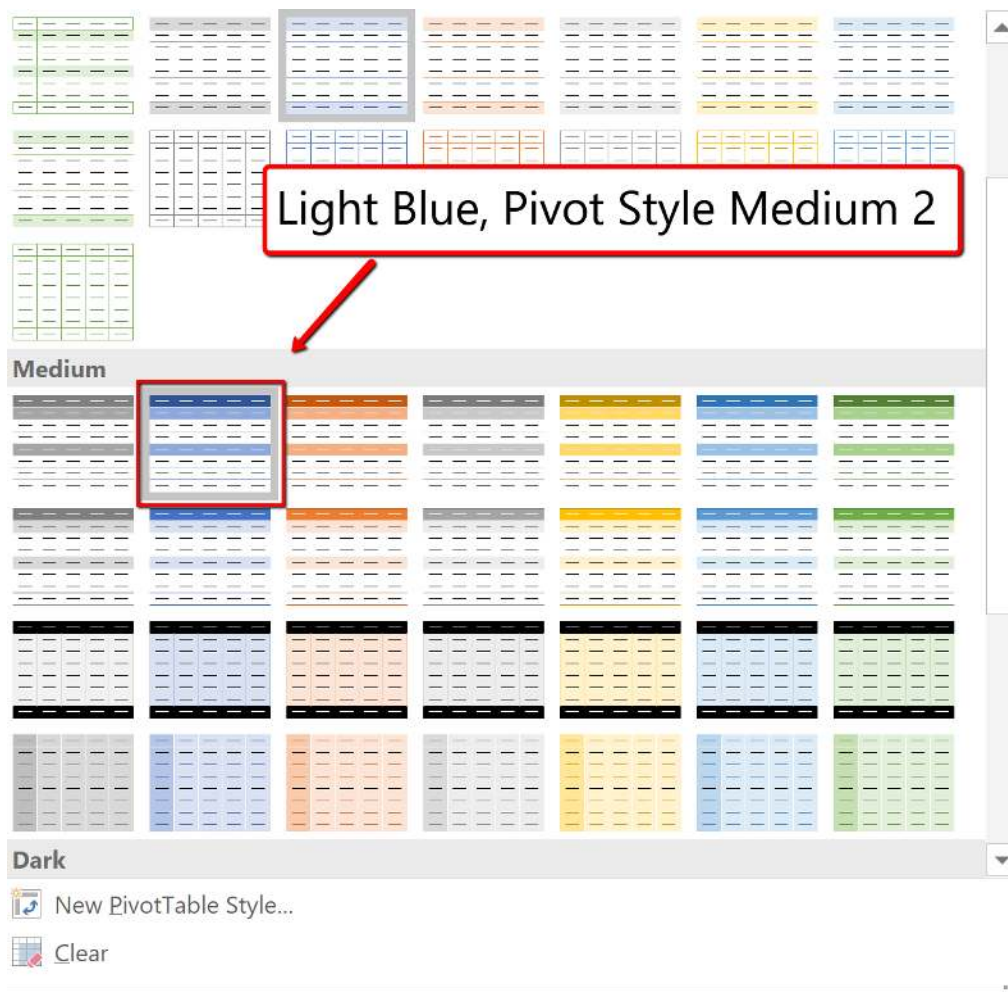 Light Blue, Pivot Style Medium 2
Medium
Dark
New PivotTable Style...
Clear